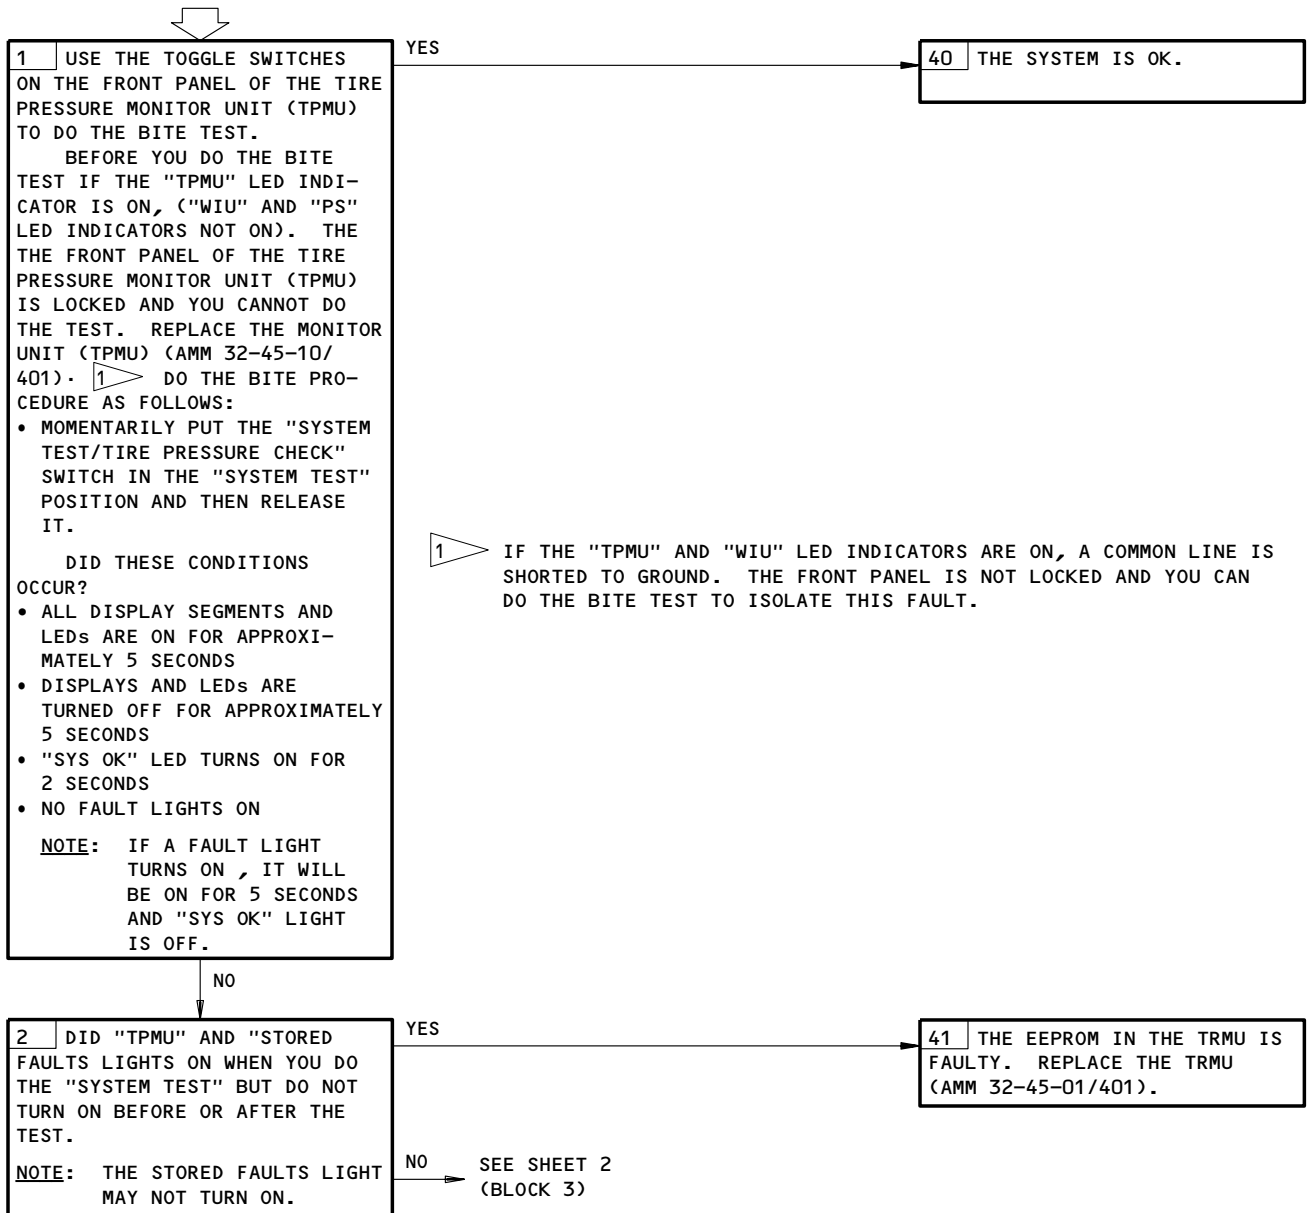 1 USE THE TOGGLE SWITCHES
ON THE FRONT PANEL OF THE TIRE
PRESSURE MONITOR UNIT (TPMU)
TO DO THE BITE TEST.
BEFORE YOU DO THE BITE
TEST IF THE "TPMU" LED INDI-
CATOR IS ON, ("WIU" AND "PS"
LED INDICATORS NOT ON). THE
THE FRONT PANEL OF THE TIRE
PRESSURE MONITOR UNIT (TPMU)
IS LOCKED AND YOU CANNOT DO
THE TEST. REPLACE THE MONITOR
UNIT (TPMU) (AMM 32-45-10/
401). 1 DO THE BITE PRO-
CEDURE AS FOLLOWS:
• MOMENTARILY PUT THE "SYSTEM
TEST/TIRE PRESSURE CHECK"
SWITCH IN THE "SYSTEM TEST"
POSITION AND THEN RELEASE
IT.
DID THESE CONDITIONS
OCCUR?
• ALL DISPLAY SEGMENTS AND
LEDs ARE ON FOR APPROXI-
MATELY 5 SECONDS
• DISPLAYS AND LEDs ARE
TURNED OFF FOR APPROXIMATELY
5 SECONDS
• "SYS OK" LED TURNS ON FOR
2 SECONDS
• NO FAULT LIGHTS ON
NOTE: IF A FAULT LIGHT
TURNS ON , IT WILL
BE ON FOR 5 SECONDS
AND "SYS OK" LIGHT
IS OFF.
YES
40 THE SYSTEM IS OK.
1 IF THE "TPMU" AND "WIU" LED INDICATORS ARE ON, A COMMON LINE IS
SHORTED TO GROUND. THE FRONT PANEL IS NOT LOCKED AND YOU CAN
DO THE BITE TEST TO ISOLATE THIS FAULT.
NO
2 DID "TPMU" AND "STORED
FAULTS LIGHTS ON WHEN YOU DO
THE "SYSTEM TEST" BUT DO NOT
TURN ON BEFORE OR AFTER THE
TEST.
NOTE: THE STORED FAULTS LIGHT
MAY NOT TURN ON.
YES
41 THE EEPROM IN THE TRMU IS
FAULTY. REPLACE THE TRMU
(AMM 32-45-01/401).
NO
SEE SHEET 2
(BLOCK 3)